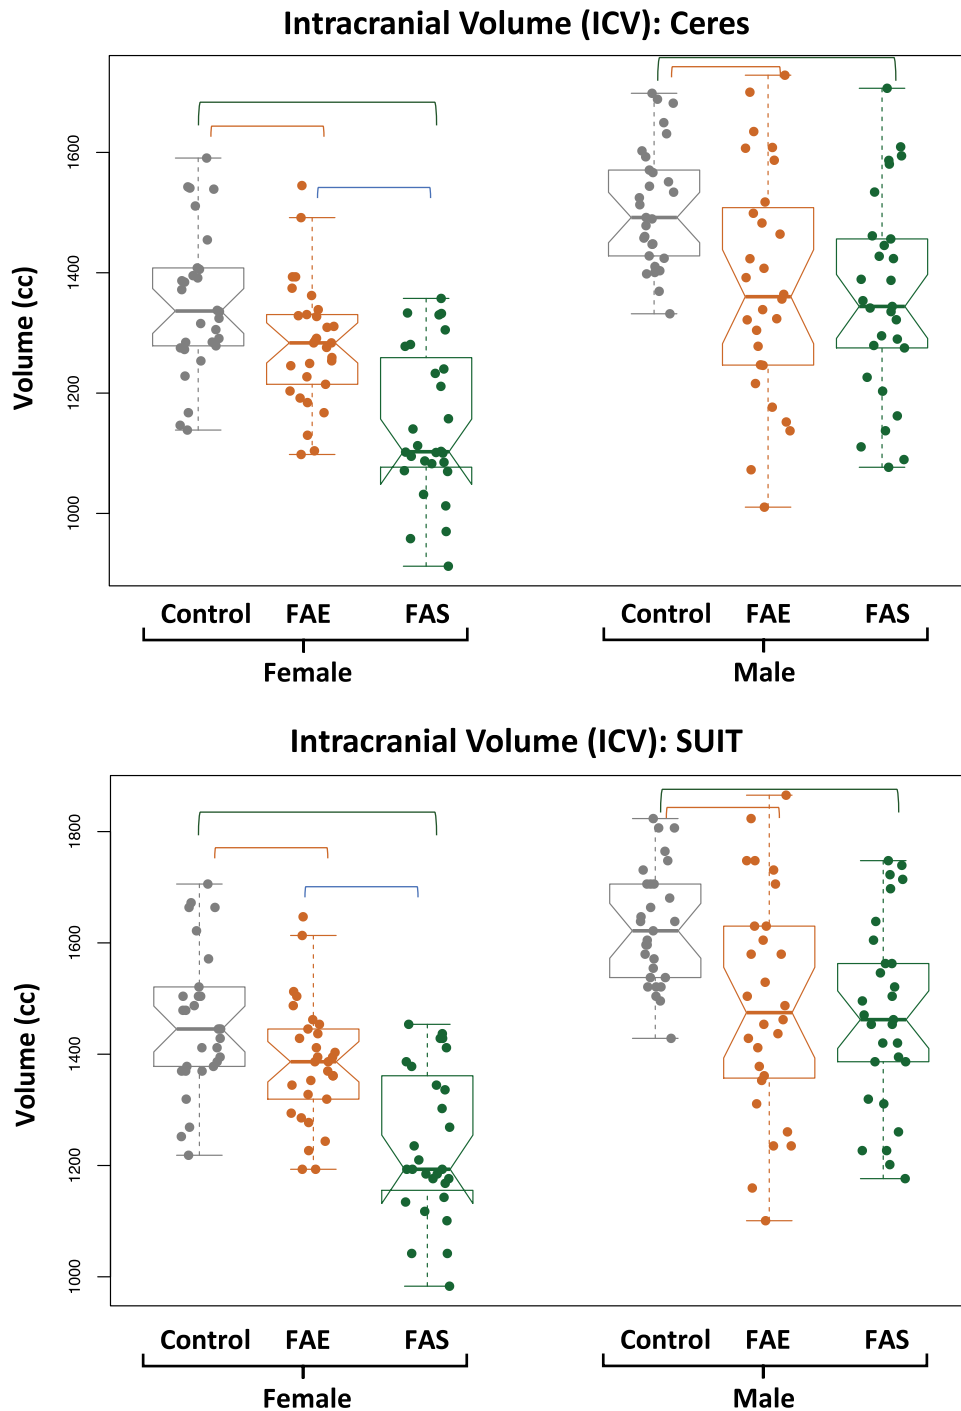 Intracranial Volume (ICV): Ceres
Volume (cc)
1600
1400
1200
1000
Control FAE FAS Control FAE FAS
Female Male
Intracranial Volume (ICV): SUIT
Volume (cc)
1800
1600
1400
1200
1000
Control FAE FAS Control FAE FAS
Female Male